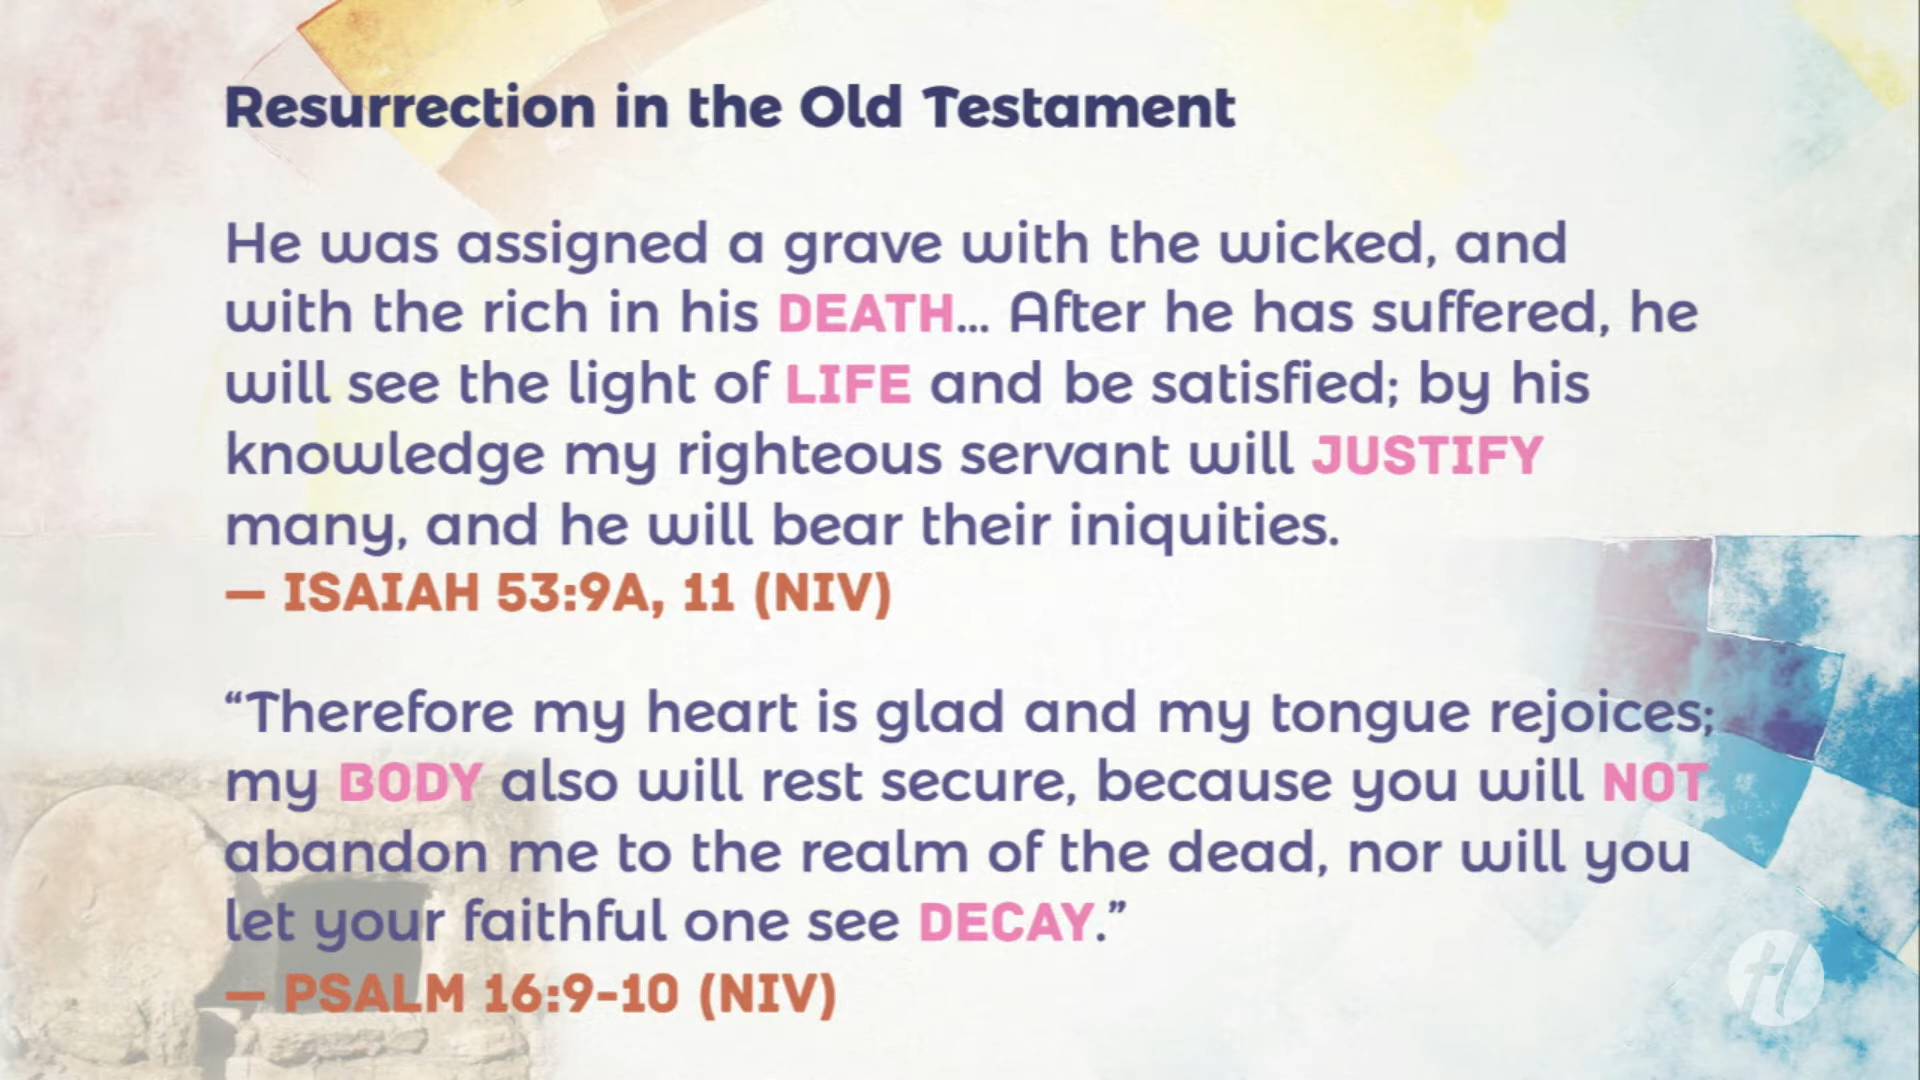 Resurrection in the Old Testament
He was assigned a grave with the wicked, and
with the rich in his DEATH... After he has suffered, he
will see the light of LIFE and be satisfied; by his
knowledge my righteous servant will JUSTIFY
many, and he will bear their iniquities.
— ISAIAH 53:9A, 11 (NIV)
“Therefore my heart is glad and my tongue rejoices;
my BODY also will rest secure, because you will NOT
abandon me to the realm of the dead, nor will you
let your faithful one see DECAY.”
— PSALM 16:9-10 (NIV)